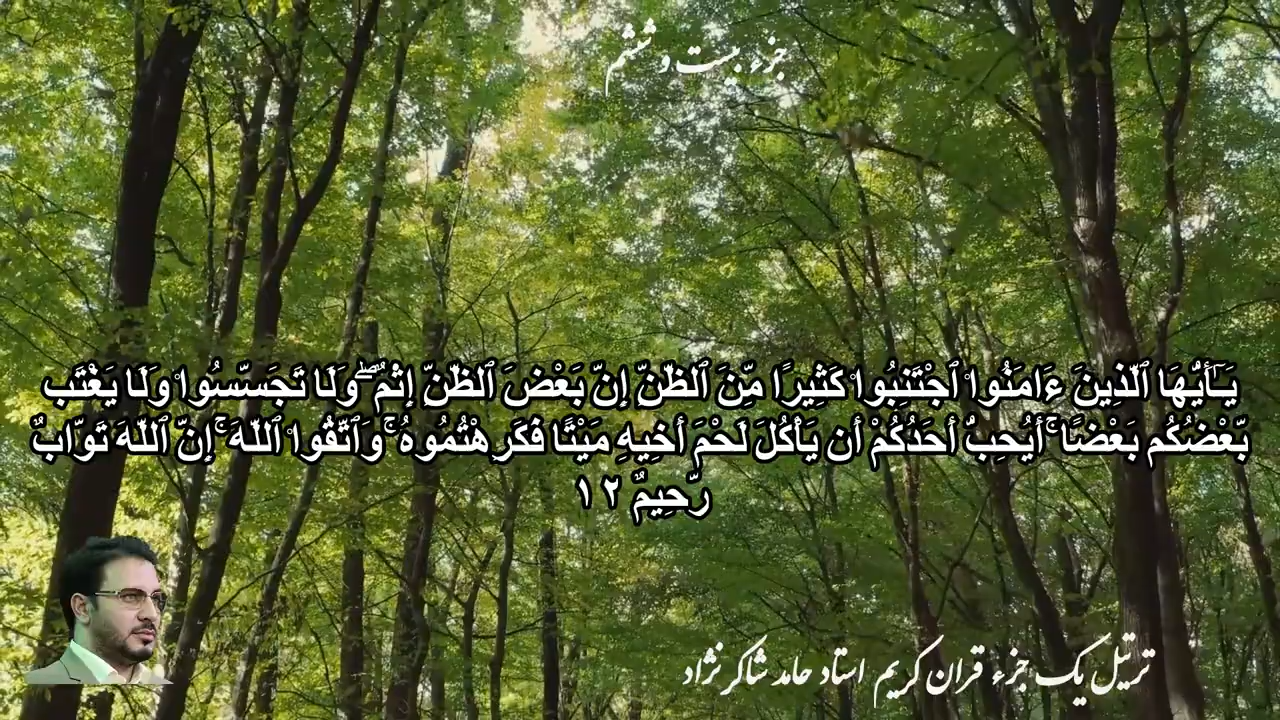 جزء بیست و ششم
يَـٰٓأَيُّهَا ٱلَّذِينَ ءَامَنُوا۟ ٱجْتَنِبُوا۟ كَثِيرًا مِّنَ ٱلظَّنِّ إِنَّ بَعْضَ ٱلظَّنِّ إِثْمٌ ۖ وَلَا تَجَسَّسُوا۟ وَلَا يَغْتَب
بَّعْضُكُم بَعْضًا ۚ أَيُحِبُّ أَحَدُكُمْ أَن يَأْكُلَ لَحْمَ أَخِيهِ مَيْتًا فَكَرِهْتُمُوهُ ۚ وَٱتَّقُوا۟ ٱللَّهَ ۚ إِنَّ ٱللَّهَ تَوَّابٌ
رَّحِيمٌ ١٢
ترتیل یک جزء قران کریم استاد حامد شاکرنژاد